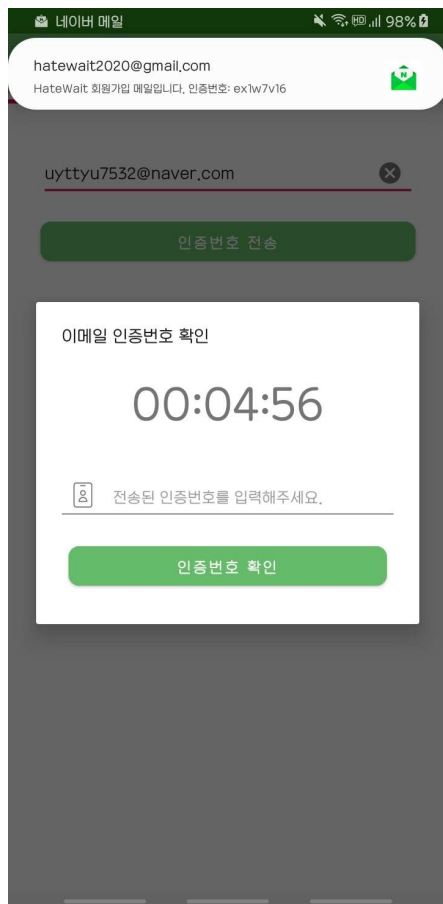 네이버 메일 98%
hatewait2020@gmail.com
HateWait 회원가입 메일입니다. 인증번호: ex1w7v16
N
uyttyu7532@naver.com
인증번호 전송
이메일 인증번호 확인
00:04:56
전송된 인증번호를 입력해주세요.
인증번호 확인